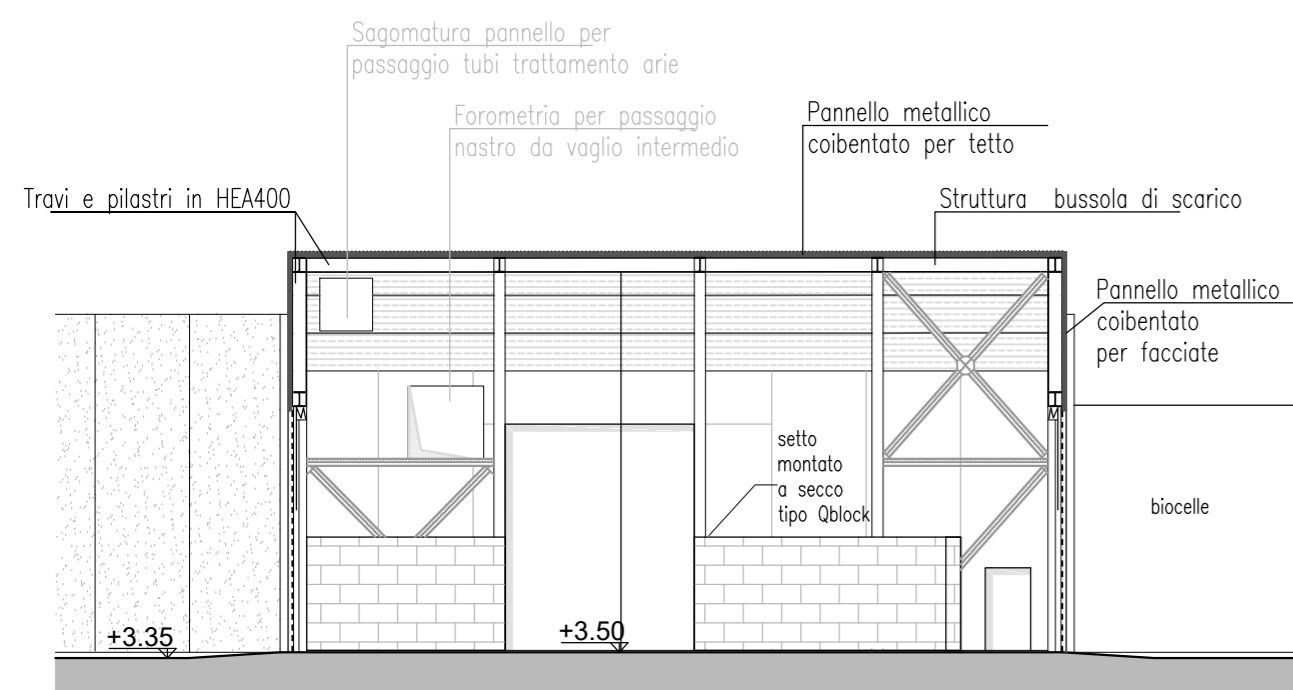 Sagomatura pannello per
passaggio tubi trattamento arie
Forometria per passaggio
nastro da vaglio intermedio
Pannello metallico
coibentato per tetto
Travi e pilastri in HEA400
Struttura bussola di scarico
Pannello metallico
coibentato
per facciate
setto
montato
a secco
tipo Qblock
biocelle
+3.35
+3.50